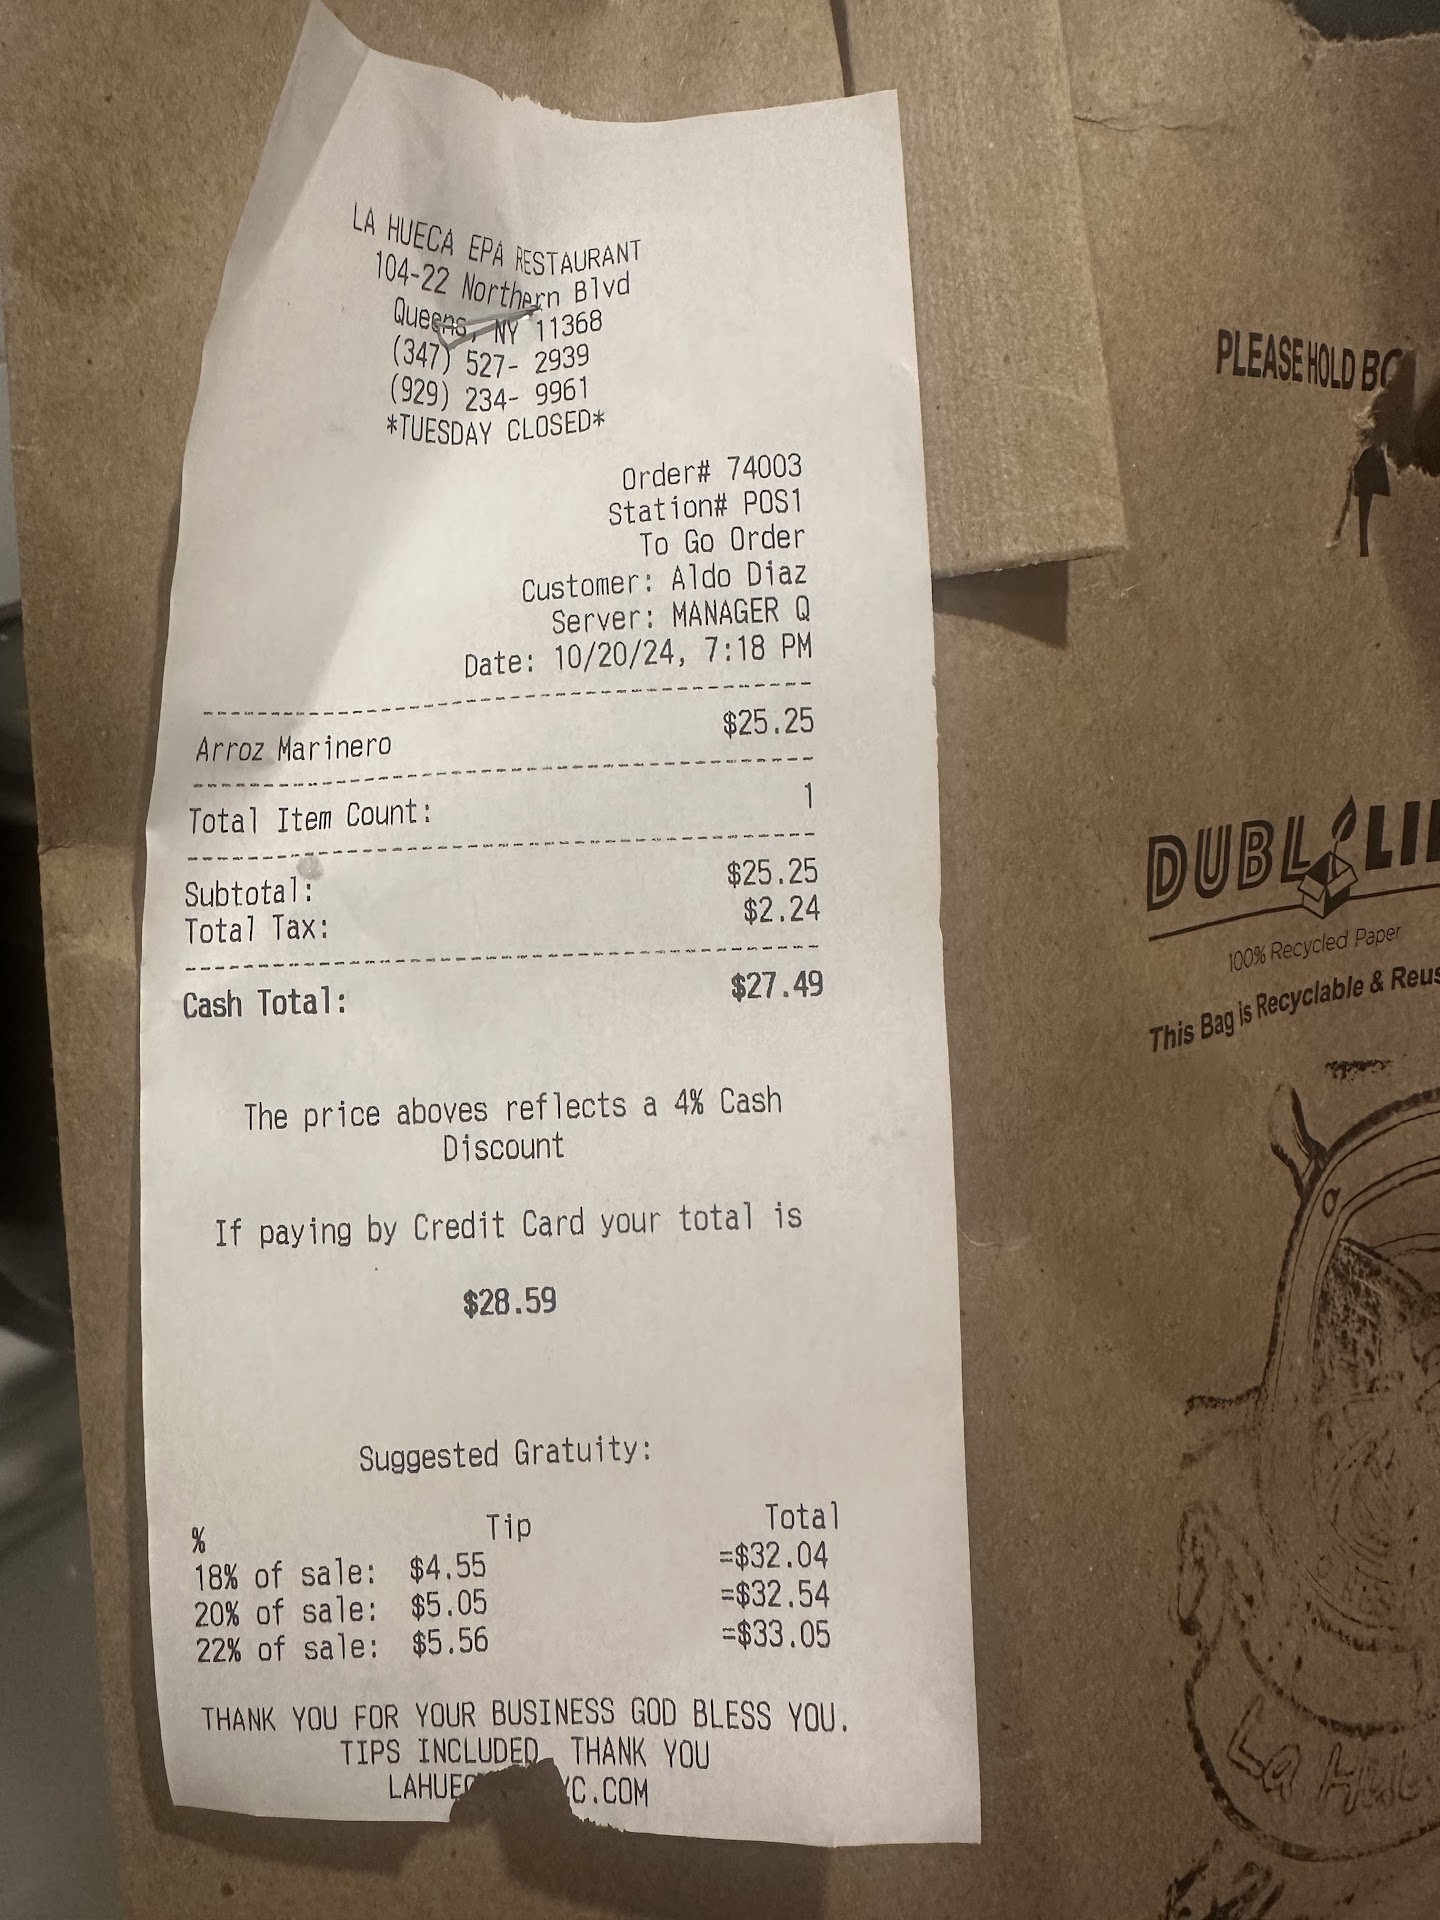 LA HUECA EPA RESTAURANT
104-22 Northern Blvd
Queens, NY 11368
(347) 527- 2939
(929) 234- 9961
*TUESDAY CLOSED*
Order# 74003
Station# POS1
To Go Order
Customer: Aldo Diaz
Server: MANAGER Q
Date: 10/20/24, 7:18 PM
Arroz Marinero $25.25
Total Item Count: 1
Subtotal: $25.25
Total Tax: $2.24
Cash Total: $27.49
The price aboves reflects a 4% Cash
Discount
If paying by Credit Card your total is
$28.59
Suggested Gratuity:
% Tip Total
18% of sale: $4.55 =$32.04
20% of sale: $5.05 =$32.54
22% of sale: $5.56 =$33.05
THANK YOU FOR YOUR BUSINESS GOD BLESS YOU.
TIPS INCLUDED THANK YOU
C.COM
PLEASE HOLD
DUBL LI
100% Recycled Paper
This Bag is Recyclable & Reus
La